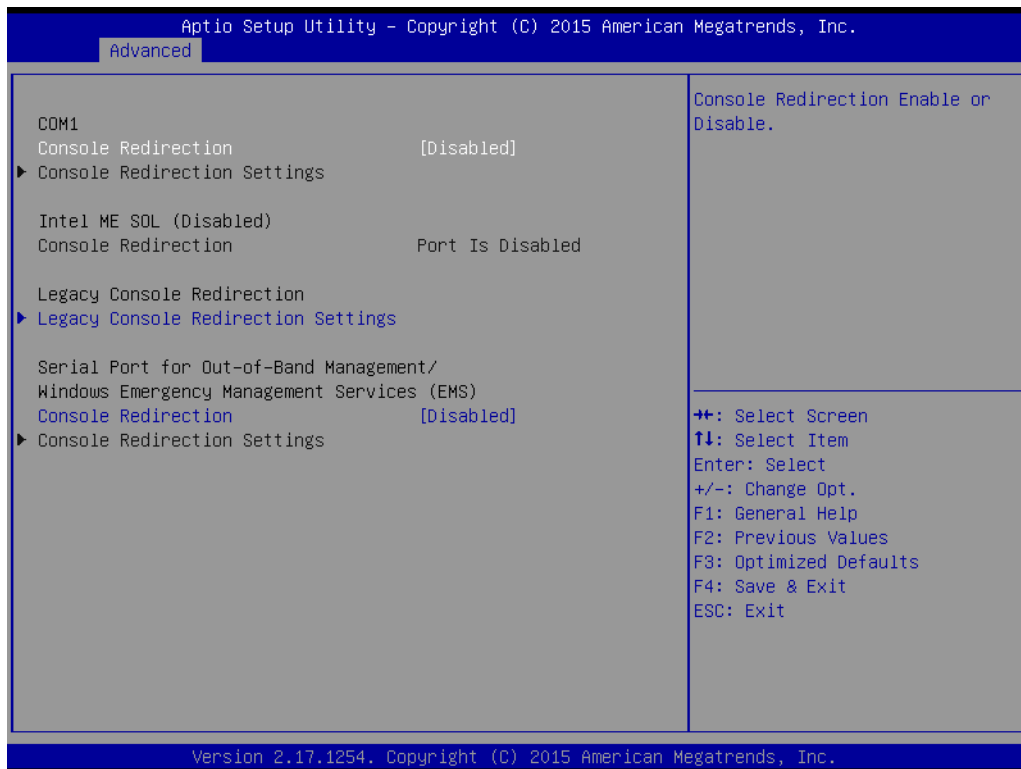 Aptio Setup Utility – Copyright (C) 2015 American Megatrends, Inc.
Advanced
COM1
Console Redirection [Disabled]
Console Redirection Settings
Intel ME SOL (Disabled)
Console Redirection Port Is Disabled
Legacy Console Redirection
Legacy Console Redirection Settings
Serial Port for Out-of-Band Management/
Windows Emergency Management Services (EMS)
Console Redirection [Disabled]
Console Redirection Settings
Console Redirection Enable or
Disable.
→←: Select Screen
↑↓: Select Item
Enter: Select
+/-: Change Opt.
F1: General Help
F2: Previous Values
F3: Optimized Defaults
F4: Save & Exit
ESC: Exit
Version 2.17.1254. Copyright (C) 2015 American Megatrends, Inc.